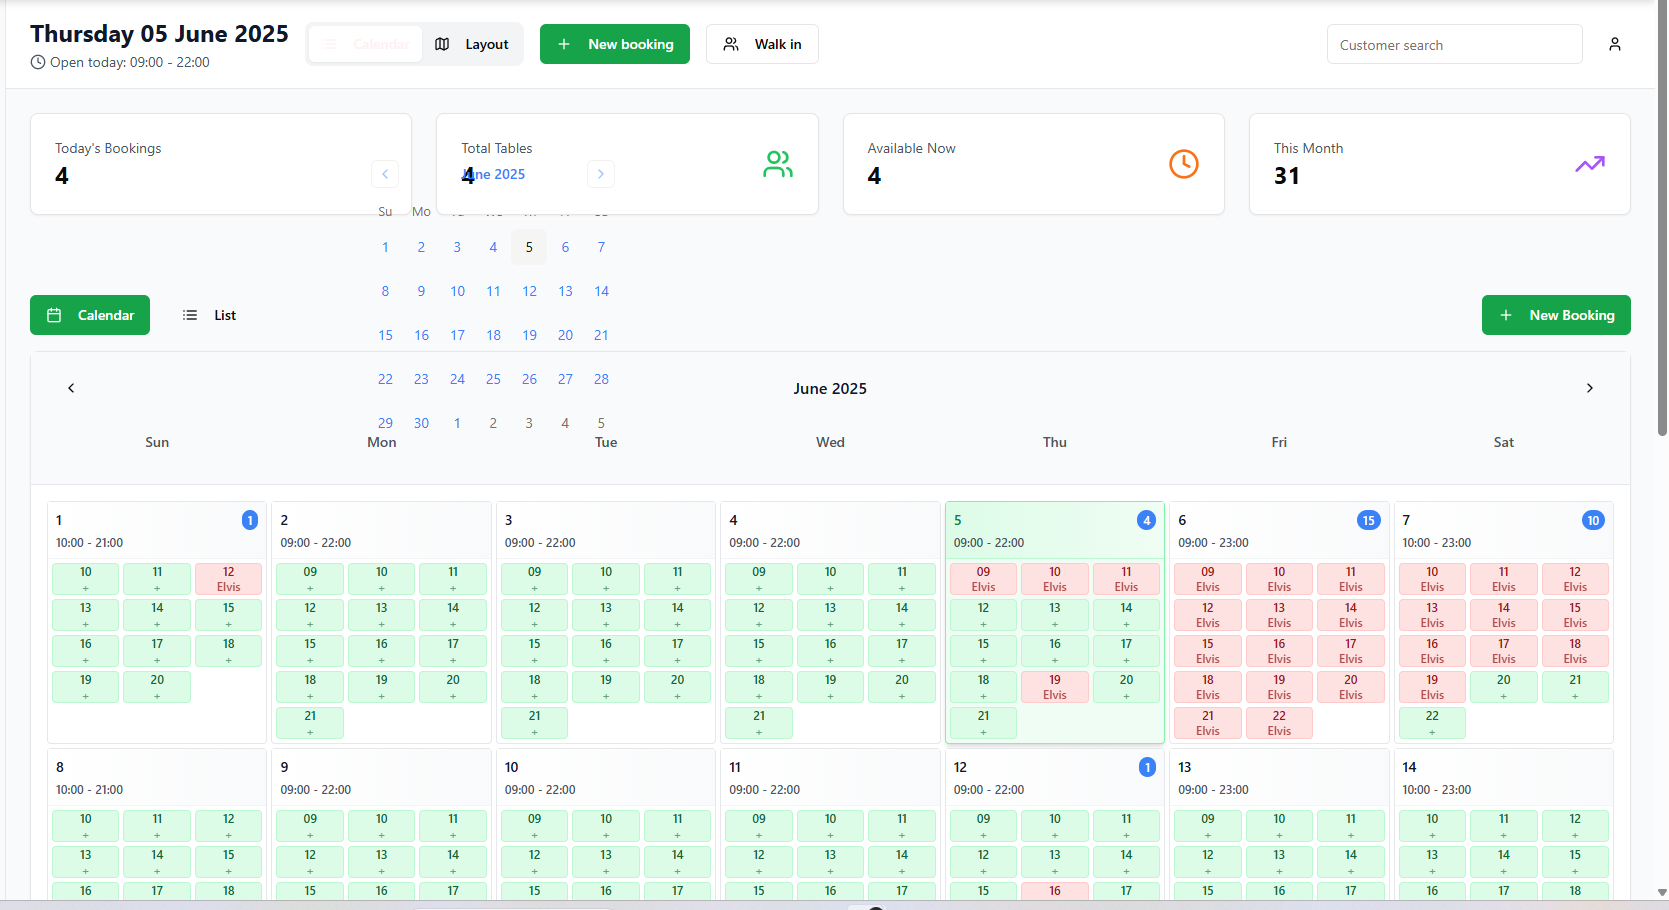 Thursday 05 June 2025
Open today: 09:00 - 22:00
Calendar
Layout
New booking
Walk in
Customer search
Today's Bookings
4
Total Tables
4
Available Now
4
This Month
31
June 2025
Su Mo
1 2 3 4 5 6 7
8 9 10 11 12 13 14
15 16 17 18 19 20 21
22 23 24 25 26 27 28
29 30 1 2 3 4 5
Calendar
List
New Booking
June 2025
Sun Mon Tue Wed Thu Fri Sat
1 1
10:00 - 21:00
10 + 11 + 12 Elvis
13 + 14 + 15 +
16 + 17 + 18 +
19 + 20 +
2
09:00 - 22:00
09 + 10 + 11 +
12 + 13 + 14 +
15 + 16 + 17 +
18 + 19 + 20 +
21 +
3
09:00 - 22:00
09 + 10 + 11 +
12 + 13 + 14 +
15 + 16 + 17 +
18 + 19 + 20 +
21 +
4
09:00 - 22:00
09 + 10 + 11 +
12 + 13 + 14 +
15 + 16 + 17 +
18 + 19 + 20 +
21 +
5 4
09:00 - 22:00
09 Elvis 10 Elvis 11 Elvis
12 + 13 + 14 +
15 + 16 + 17 +
18 + 19 Elvis 20 +
21 +
6 15
09:00 - 23:00
09 Elvis 10 Elvis 11 Elvis
12 Elvis 13 Elvis 14 Elvis
15 Elvis 16 Elvis 17 Elvis
18 Elvis 19 Elvis 20 Elvis
21 Elvis 22 Elvis
7 10
10:00 - 23:00
10 Elvis 11 Elvis 12 Elvis
13 Elvis 14 Elvis 15 Elvis
16 Elvis 17 Elvis 18 Elvis
19 Elvis 20 + 21 +
22 +
8
10:00 - 21:00
10 + 11 + 12 +
13 + 14 + 15 +
16 17 18
9
09:00 - 22:00
09 + 10 + 11 +
12 + 13 + 14 +
15 16 17
10
09:00 - 22:00
09 + 10 + 11 +
12 + 13 + 14 +
15 16 17
11
09:00 - 22:00
09 + 10 + 11 +
12 + 13 + 14 +
15 16 17
12 1
09:00 - 22:00
09 + 10 + 11 +
12 + 13 + 14 +
15 16 17
13
09:00 - 23:00
09 + 10 + 11 +
12 + 13 + 14 +
15 16 17
14
10:00 - 23:00
10 + 11 + 12 +
13 + 14 + 15 +
16 17 18